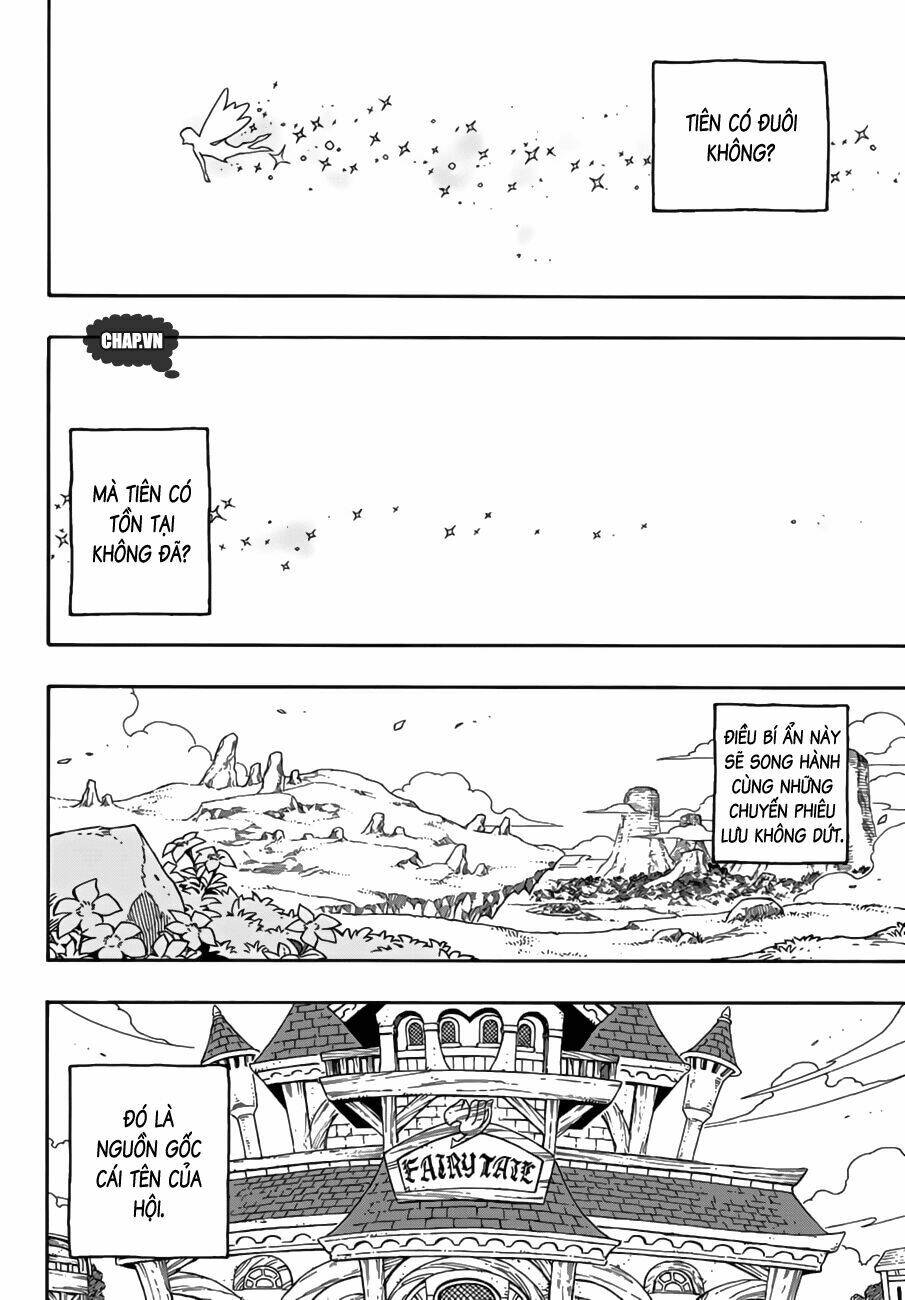 TIÊN CÓ ĐUÔI
KHÔNG?
CHAP.VN
MÀ TIÊN CÓ
TỒN TẠI
KHÔNG ĐÃ?
ĐIỀU BÍ ẨN NÀY
SẼ SONG HÀNH
CÙNG NHỮNG
CHUYẾN PHIÊU
LƯU KHÔNG DỨT.
ĐÓ LÀ
NGUỒN GỐC
CÁI TÊN CỦA
HỘI.
FAIRY TAIL